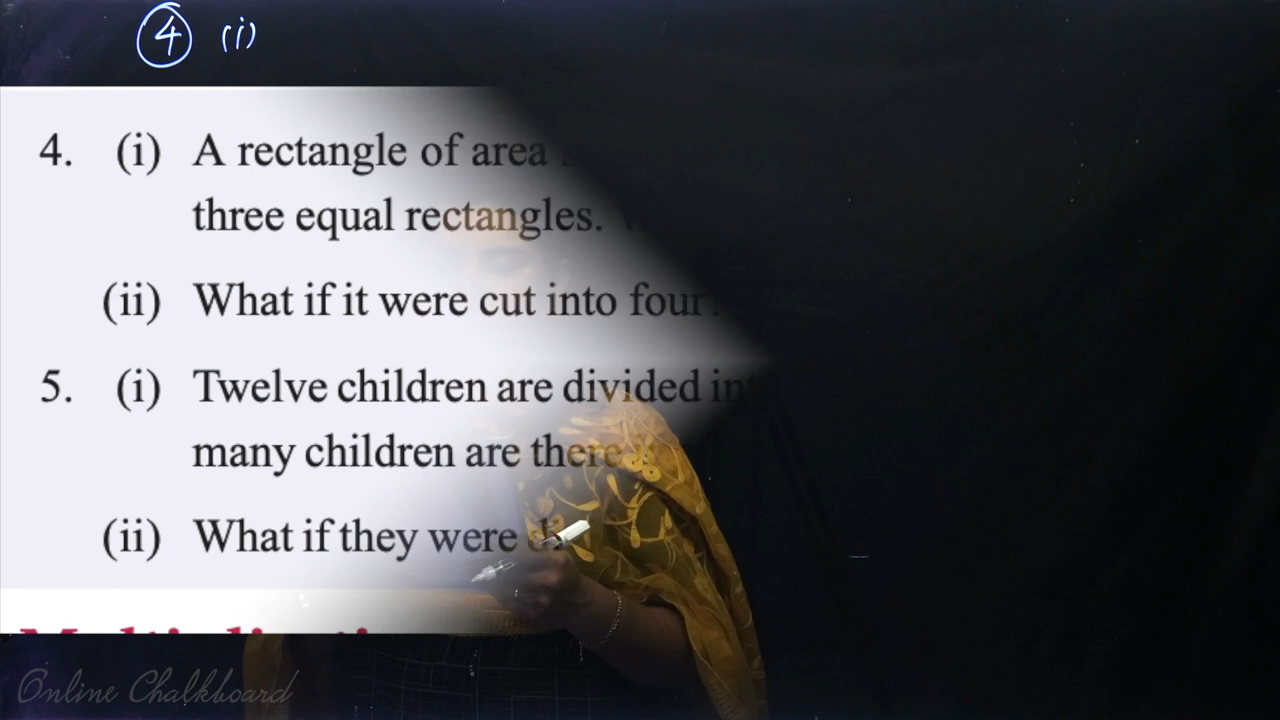 4 (i)
4. (i) A rectangle of area
three equal rectangles.
(ii) What if it were cut into four?
5. (i) Twelve children are divided
many children are there
(ii) What if they were
Online Chalkboard